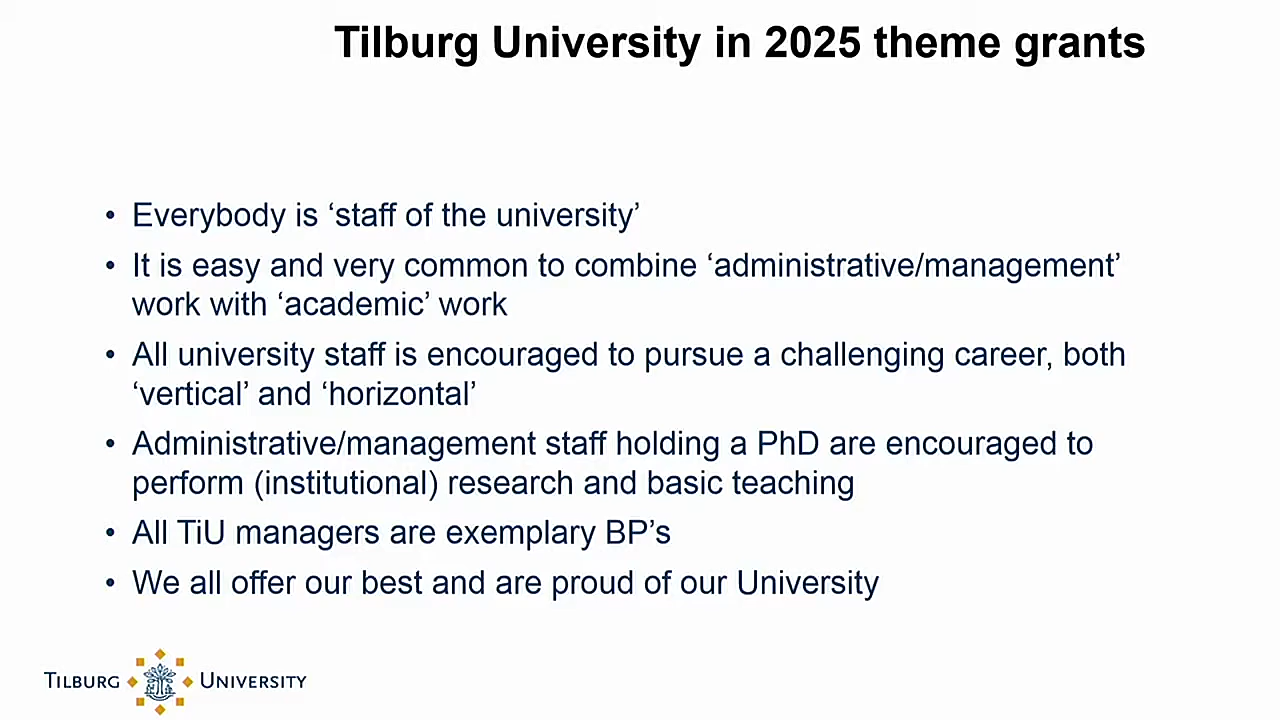 Tilburg University in 2025 theme grants
• Everybody is ‘staff of the university’
• It is easy and very common to combine ‘administrative/management’
work with ‘academic’ work
• All university staff is encouraged to pursue a challenging career, both
‘vertical’ and ‘horizontal’
• Administrative/management staff holding a PhD are encouraged to
perform (institutional) research and basic teaching
• All TiU managers are exemplary BP’s
• We all offer our best and are proud of our University
TILBURG UNIVERSITY